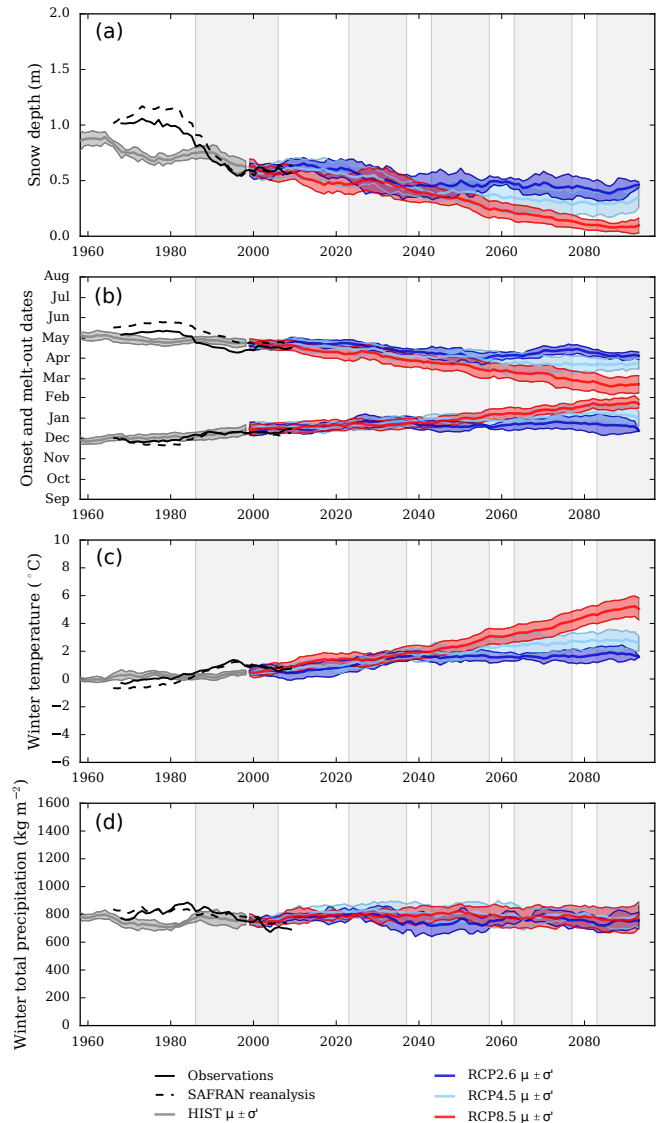 (a)
Snow depth (m)
2.0
1.5
1.0
0.5
0.0
1960 1980 2000 2020 2040 2060 2080
(b)
Onset and melt-out dates
Aug
Jul
Jun
May
Apr
Mar
Feb
Jan
Dec
Nov
Oct
Sep
1960 1980 2000 2020 2040 2060 2080
(c)
Winter temperature (°C)
10
8
6
4
2
0
−2
−4
−6
1960 1980 2000 2020 2040 2060 2080
(d)
Winter total precipitation (kg m⁻²)
1600
1400
1200
1000
800
600
400
200
0
1960 1980 2000 2020 2040 2060 2080
Observations
SAFRAN reanalysis
HIST μ ± σ'
RCP2.6 μ ± σ'
RCP4.5 μ ± σ'
RCP8.5 μ ± σ'